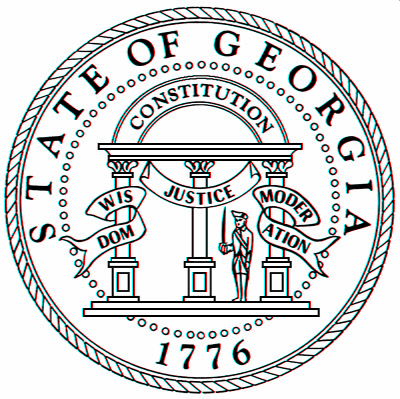 STATE OF GEORGIA
CONSTITUTION
WIS
DOM
JUSTICE
MODER
ATION
1776